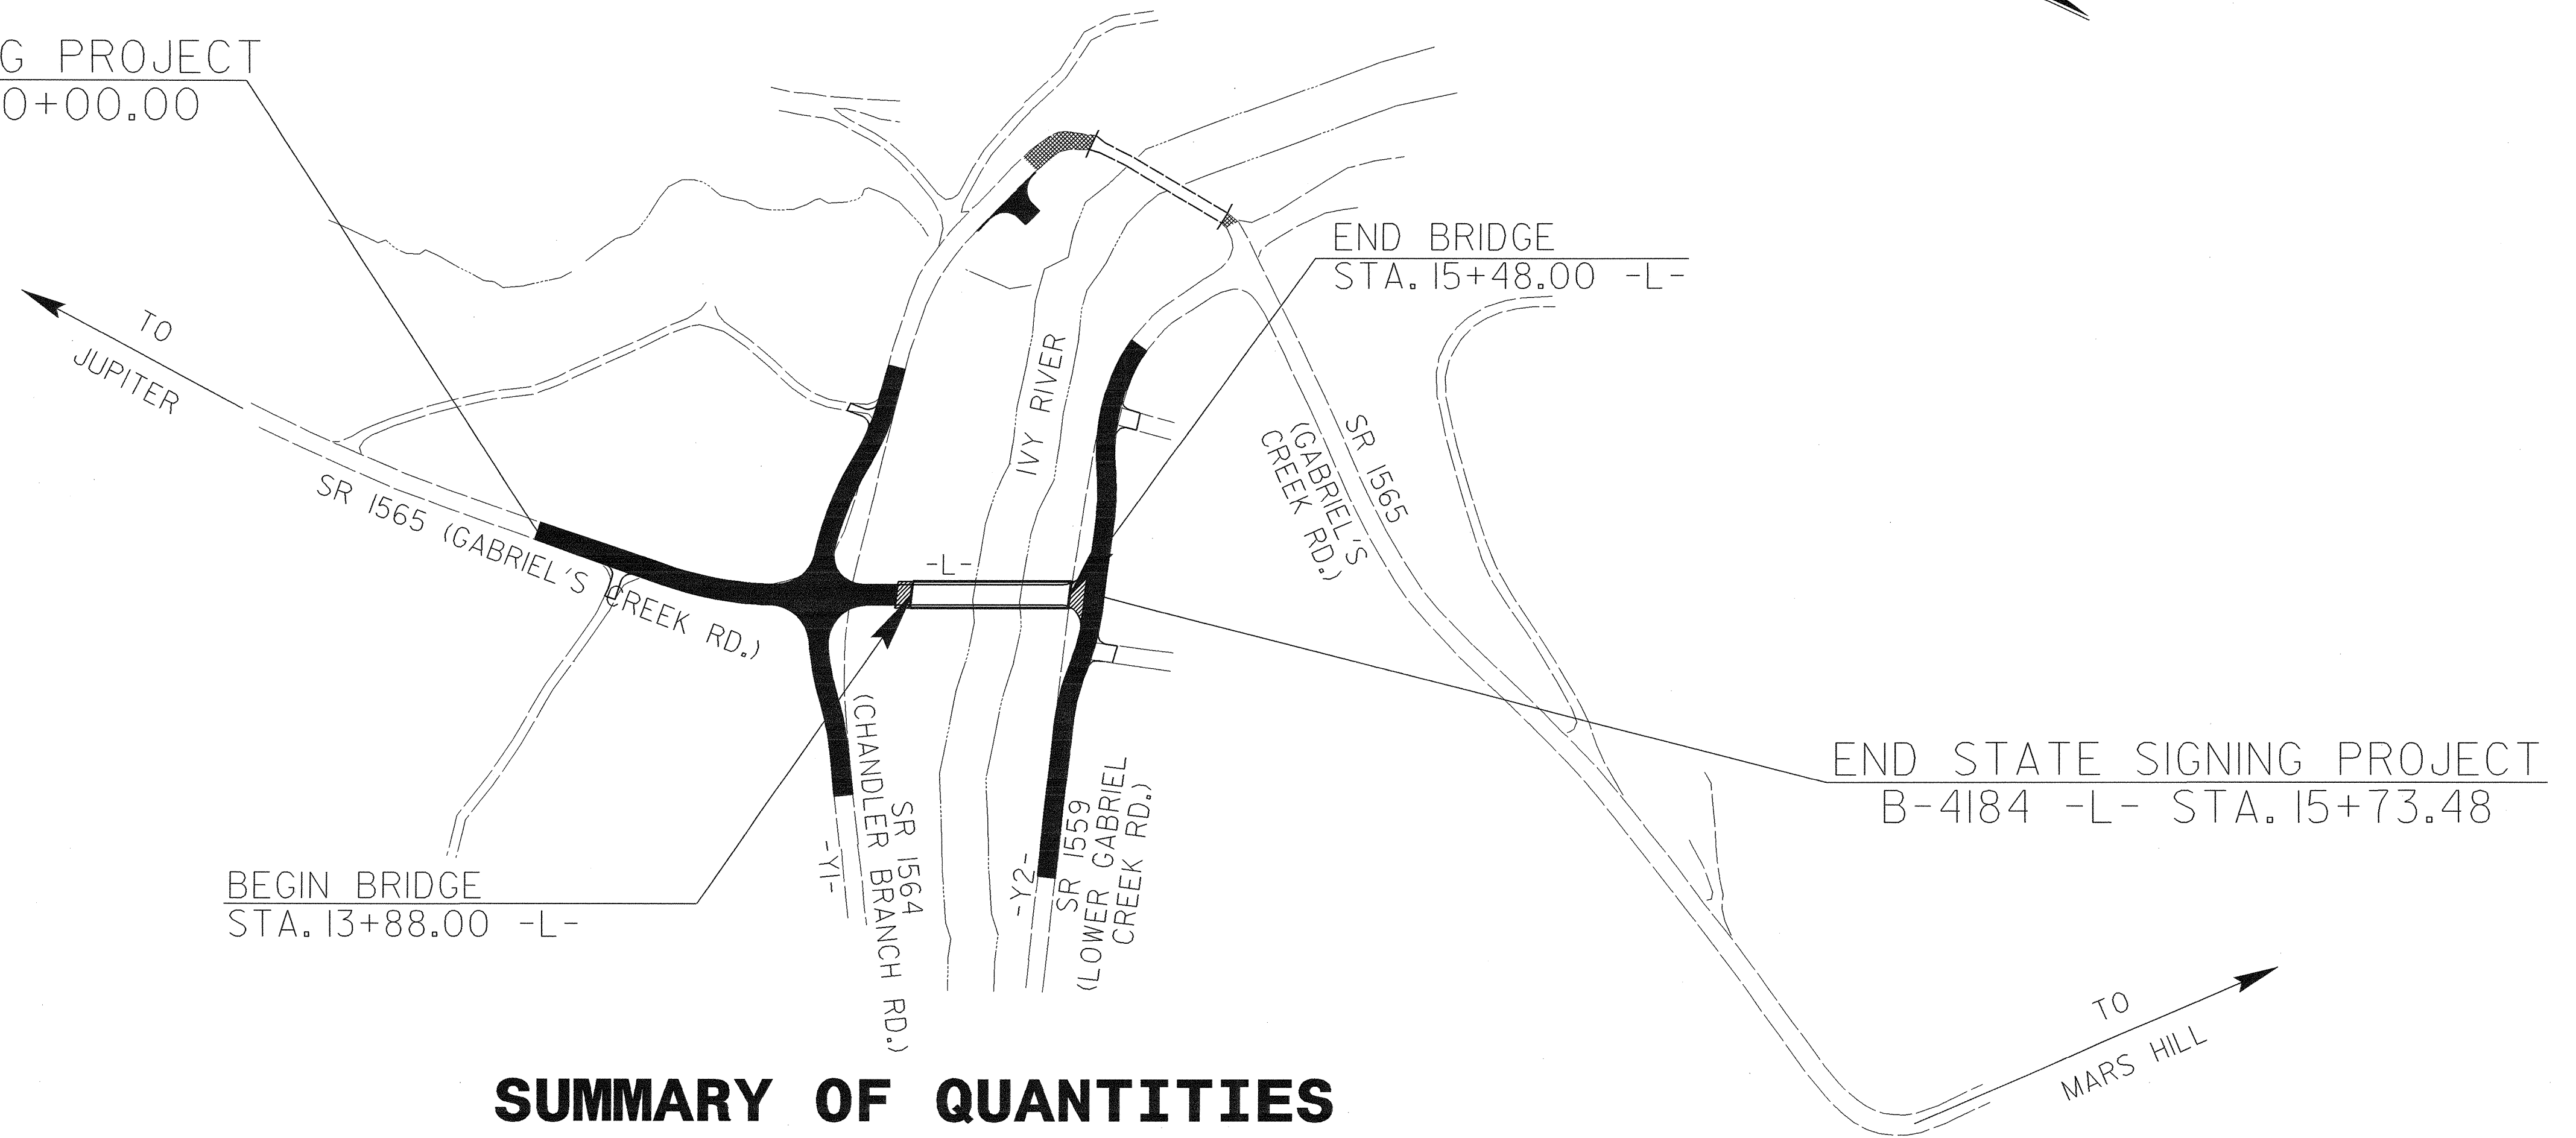 G PROJECT
0+00.00
END BRIDGE
STA. 15+48.00 -L-
TO
JUPITER
IVY RIVER
SR 1565
(GABRIEL'S
CREEK RD.)
SR 1565 (GABRIEL'S CREEK RD.)
-L-
END STATE SIGNING PROJECT
B-4184 -L- STA. 15+73.48
BEGIN BRIDGE
STA. 13+88.00 -L-
-Y1-
SR 1564
(CHANDLER BRANCH RD.)
-Y2-
SR 1559
(LOWER GABRIEL
CREEK RD.)
TO
MARS HILL
SUMMARY OF QUANTITIES